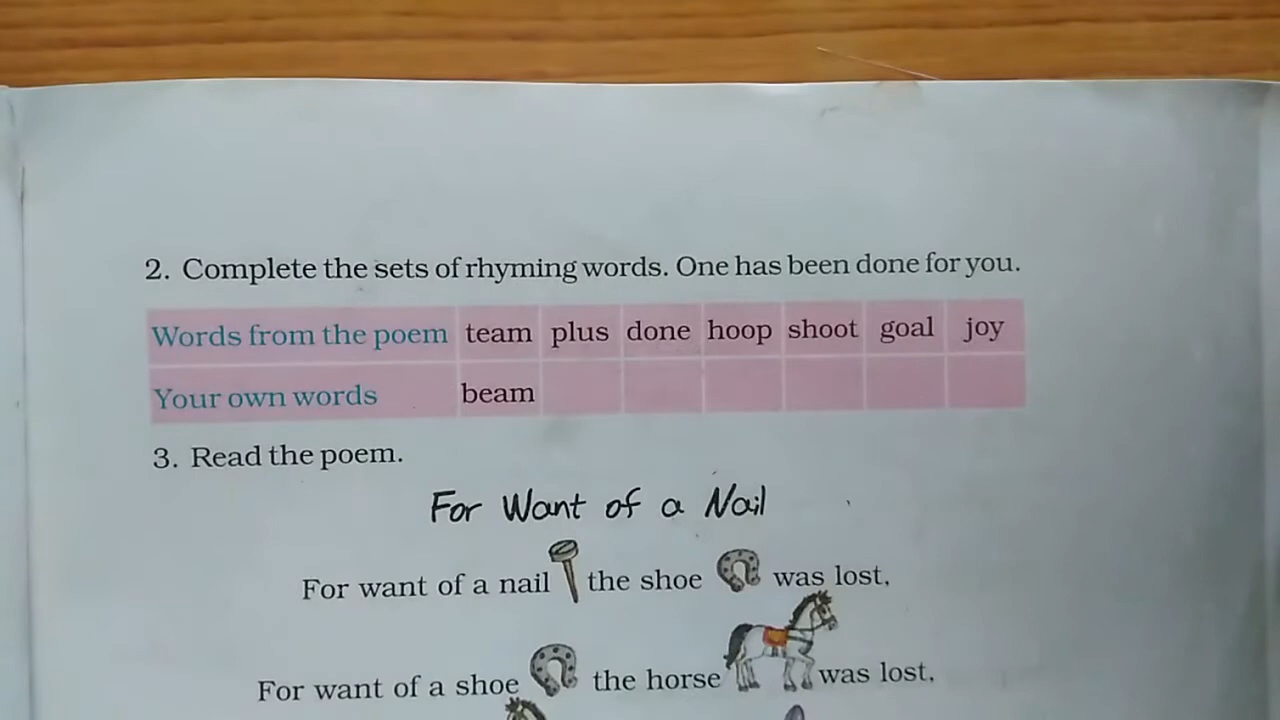 2. Complete the sets of rhyming words. One has been done for you.
Words from the poem team plus done hoop shoot goal joy
Your own words beam
3. Read the poem.
For Want of a Nail
For want of a nail the shoe was lost,
For want of a shoe the horse was lost,